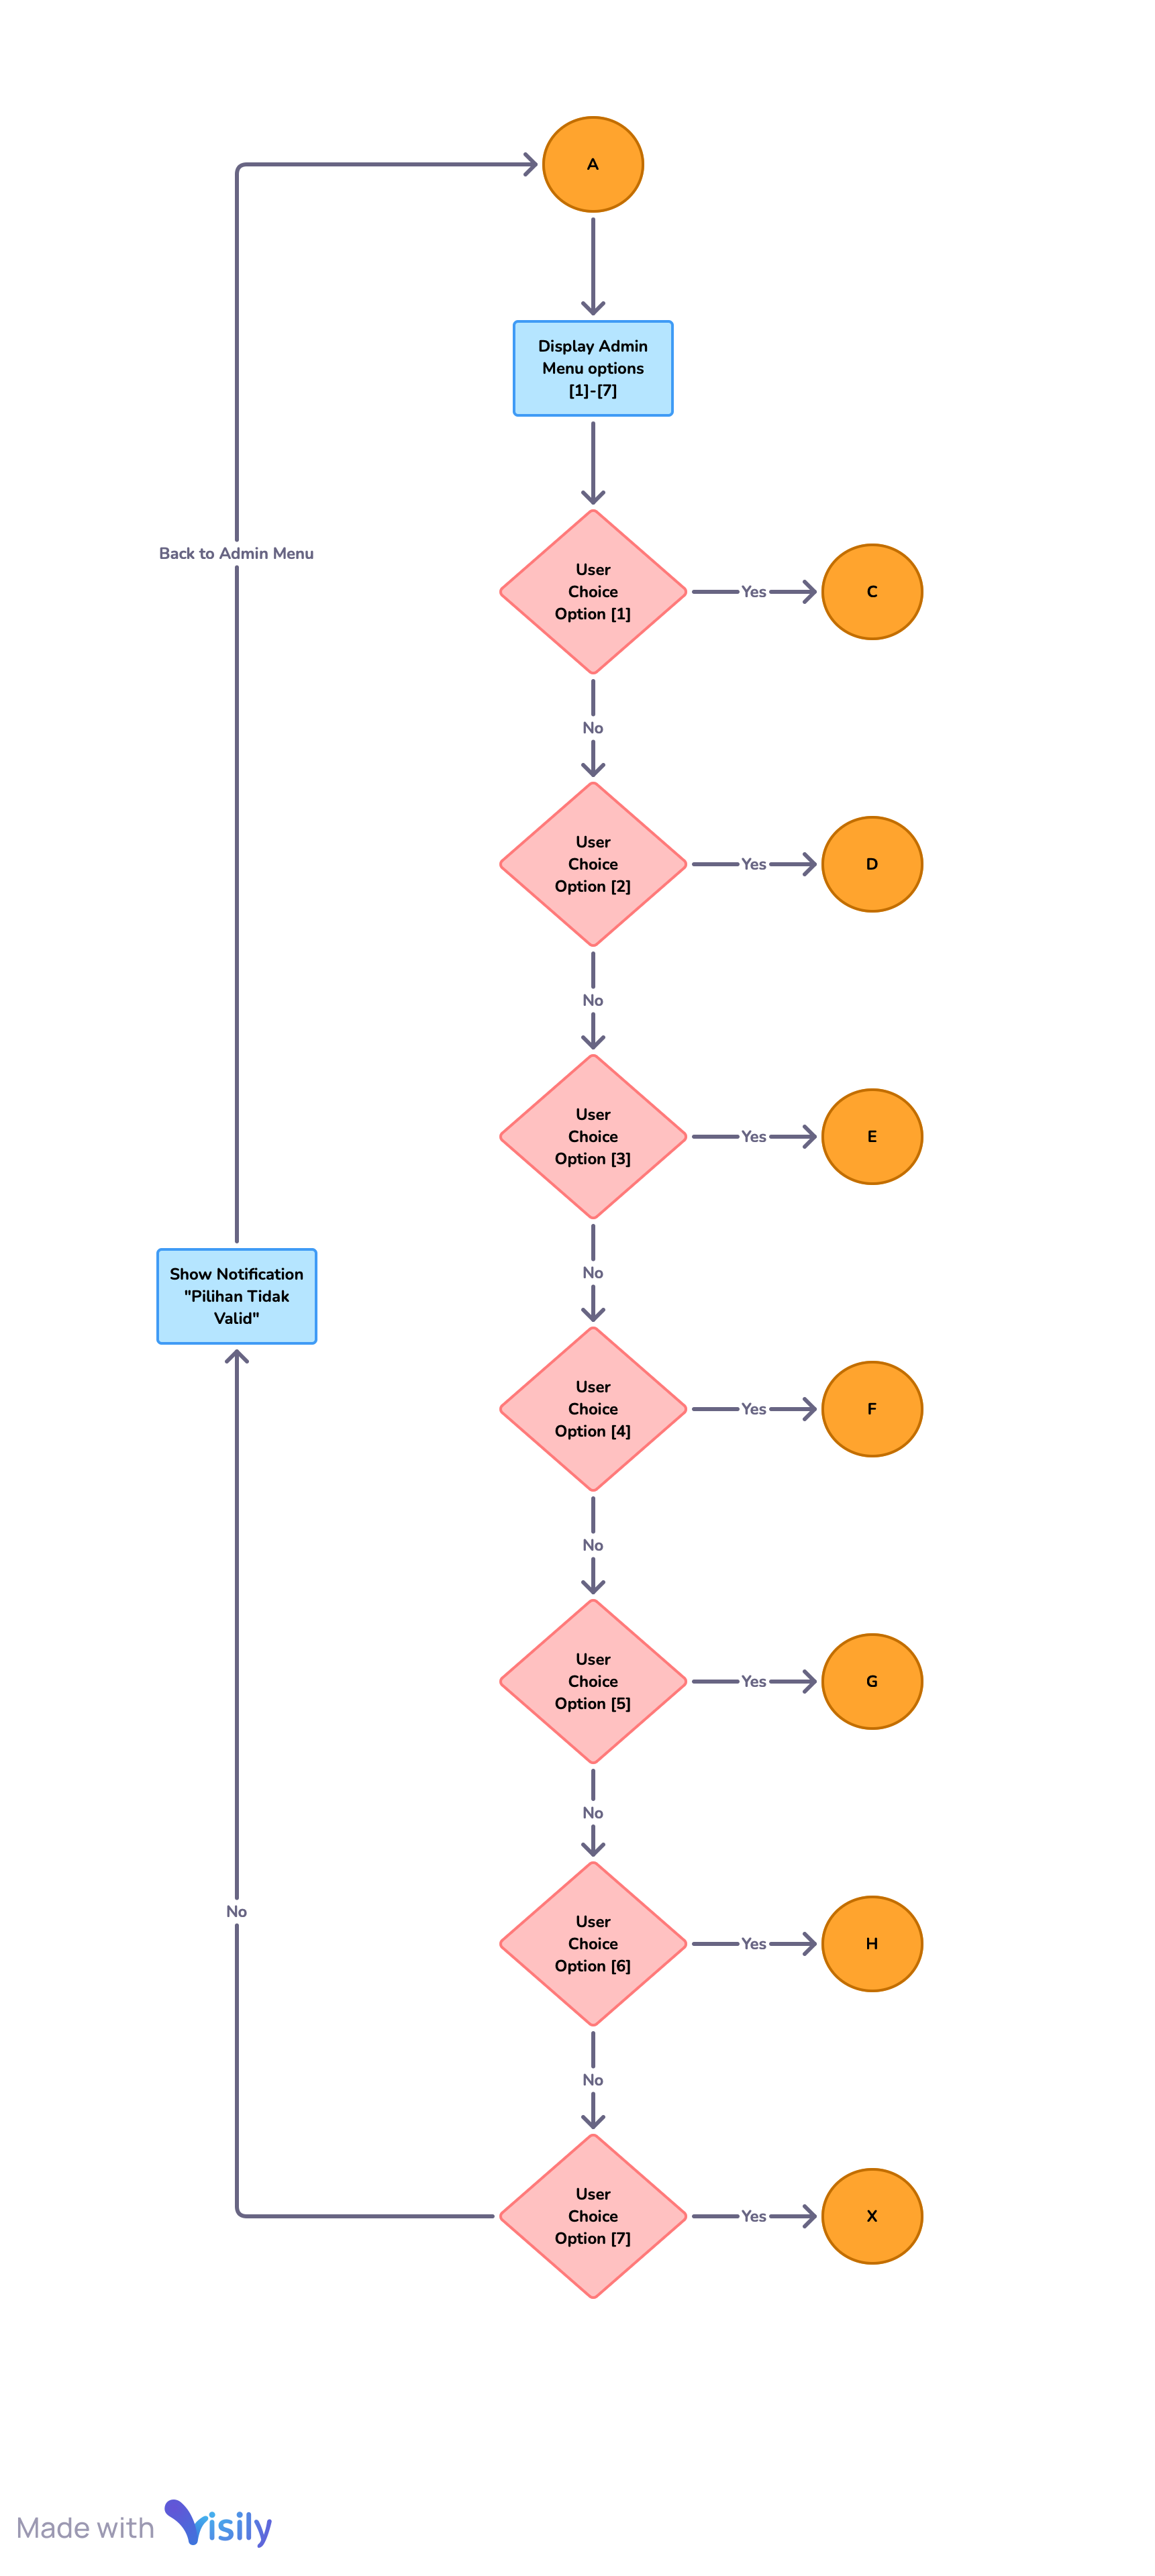 A
Display Admin
Menu options
[1]-[7]
Back to Admin Menu
User
Choice
Option [1]
Yes
C
No
User
Choice
Option [2]
Yes
D
No
User
Choice
Option [3]
Yes
E
No
Show Notification
"Pilihan Tidak
Valid"
User
Choice
Option [4]
Yes
F
No
User
Choice
Option [5]
Yes
G
No
User
Choice
Option [6]
Yes
H
No
No
User
Choice
Option [7]
Yes
X
Made with Visily